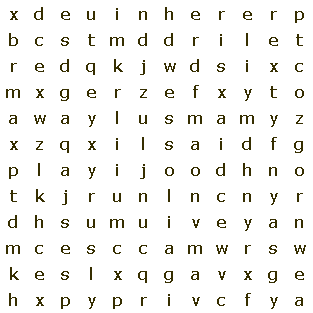 x d e u i n h e r e r p
b c s t m d d r i l e t
r e d q k j w d s i x c
m x g e r z e f x y t o
a w a y l u s m a m y z
x z q x i l s a i d f g
p l a y i j o o d h n o
t k j r u n l n c n y r
d h s u m u i v e y a n
m c e s c c a m w r s w
k e s l x q g a v x g e
h x p y p r i v c f y a